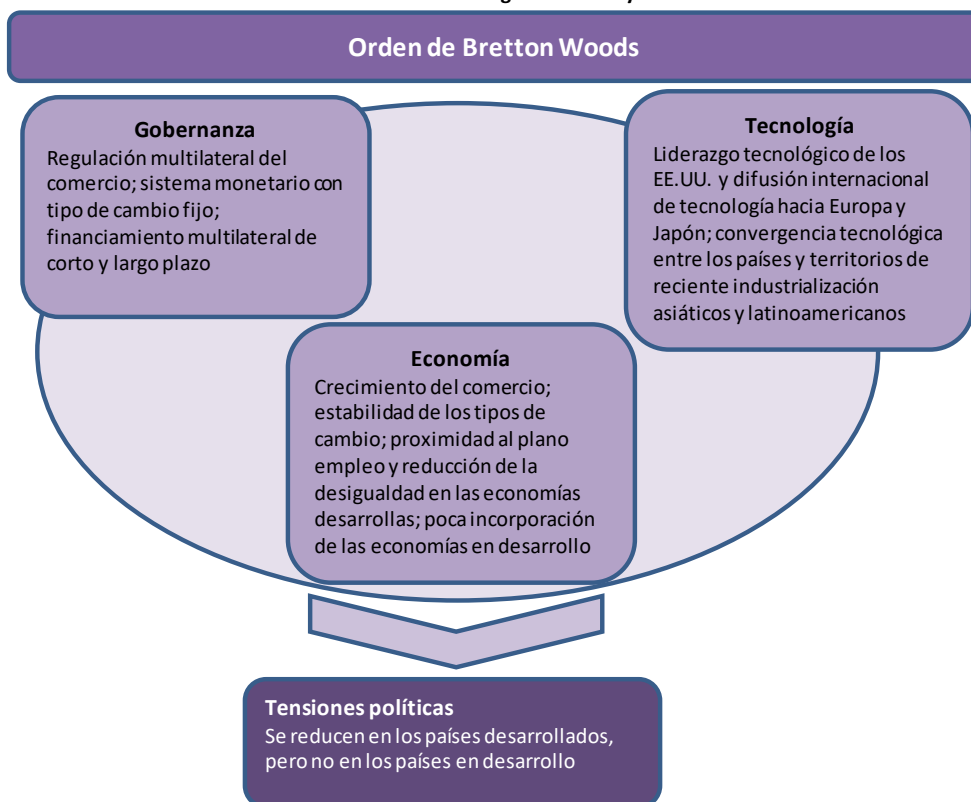 Orden de Bretton Woods
Gobernanza
Regulación multilateral del
comercio; sistema monetario con
tipo de cambio fijo;
financiamiento multilateral de
corto y largo plazo
Tecnología
Liderazgo tecnológico de los
EE.UU. y difusión internacional
de tecnología hacia Europa y
Japón; convergencia tecnológica
entre los países y territorios de
reciente industrialización
asiáticos y latinoamericanos
Economía
Crecimiento del comercio;
estabilidad de los tipos de
cambio; proximidad al plano
empleo y reducción de la
desigualdad en las economías
desarrollas; poca incorporación
de las economías en desarrollo
Tensiones políticas
Se reducen en los países desarrollados,
pero no en los países en desarrollo